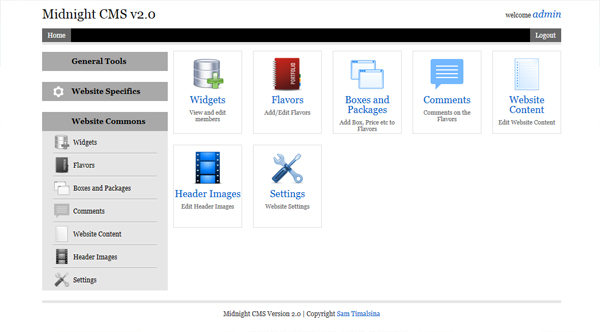 Midnight CMS v2.0
welcome admin
Home
Logout
General Tools
Website Specifics
Website Commons
Widgets
Flavors
Boxes and Packages
Comments
Website Content
Header Images
Settings
Widgets
View and edit
members
PORTFOLIO
Flavors
Add/Edit Flavors
Boxes and
Packages
Add Box, Price etc to
Flavors
Comments
Comments on the
Flavors
Website
Content
Edit Website Content
Header Images
Edit Header Images
Settings
Website Settings
Midnight CMS Version 2.0 | Copyright Sam Timalsina